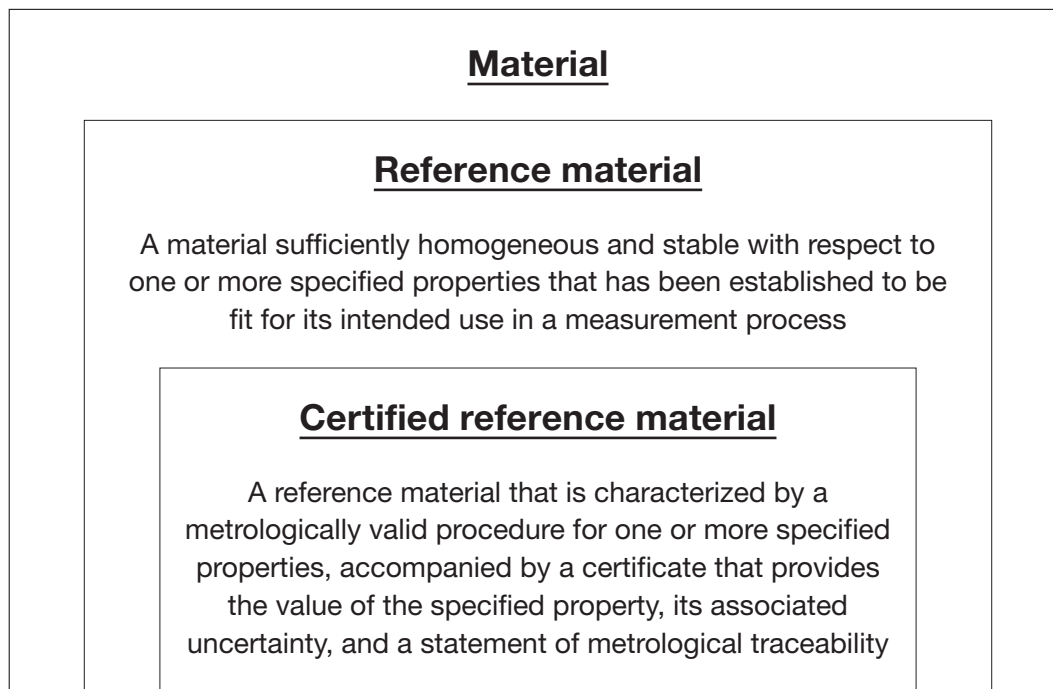 Material
Reference material
A material sufficiently homogeneous and stable with respect to
one or more specified properties that has been established to be
fit for its intended use in a measurement process
Certified reference material
A reference material that is characterized by a
metrologically valid procedure for one or more specified
properties, accompanied by a certificate that provides
the value of the specified property, its associated
uncertainty, and a statement of metrological traceability